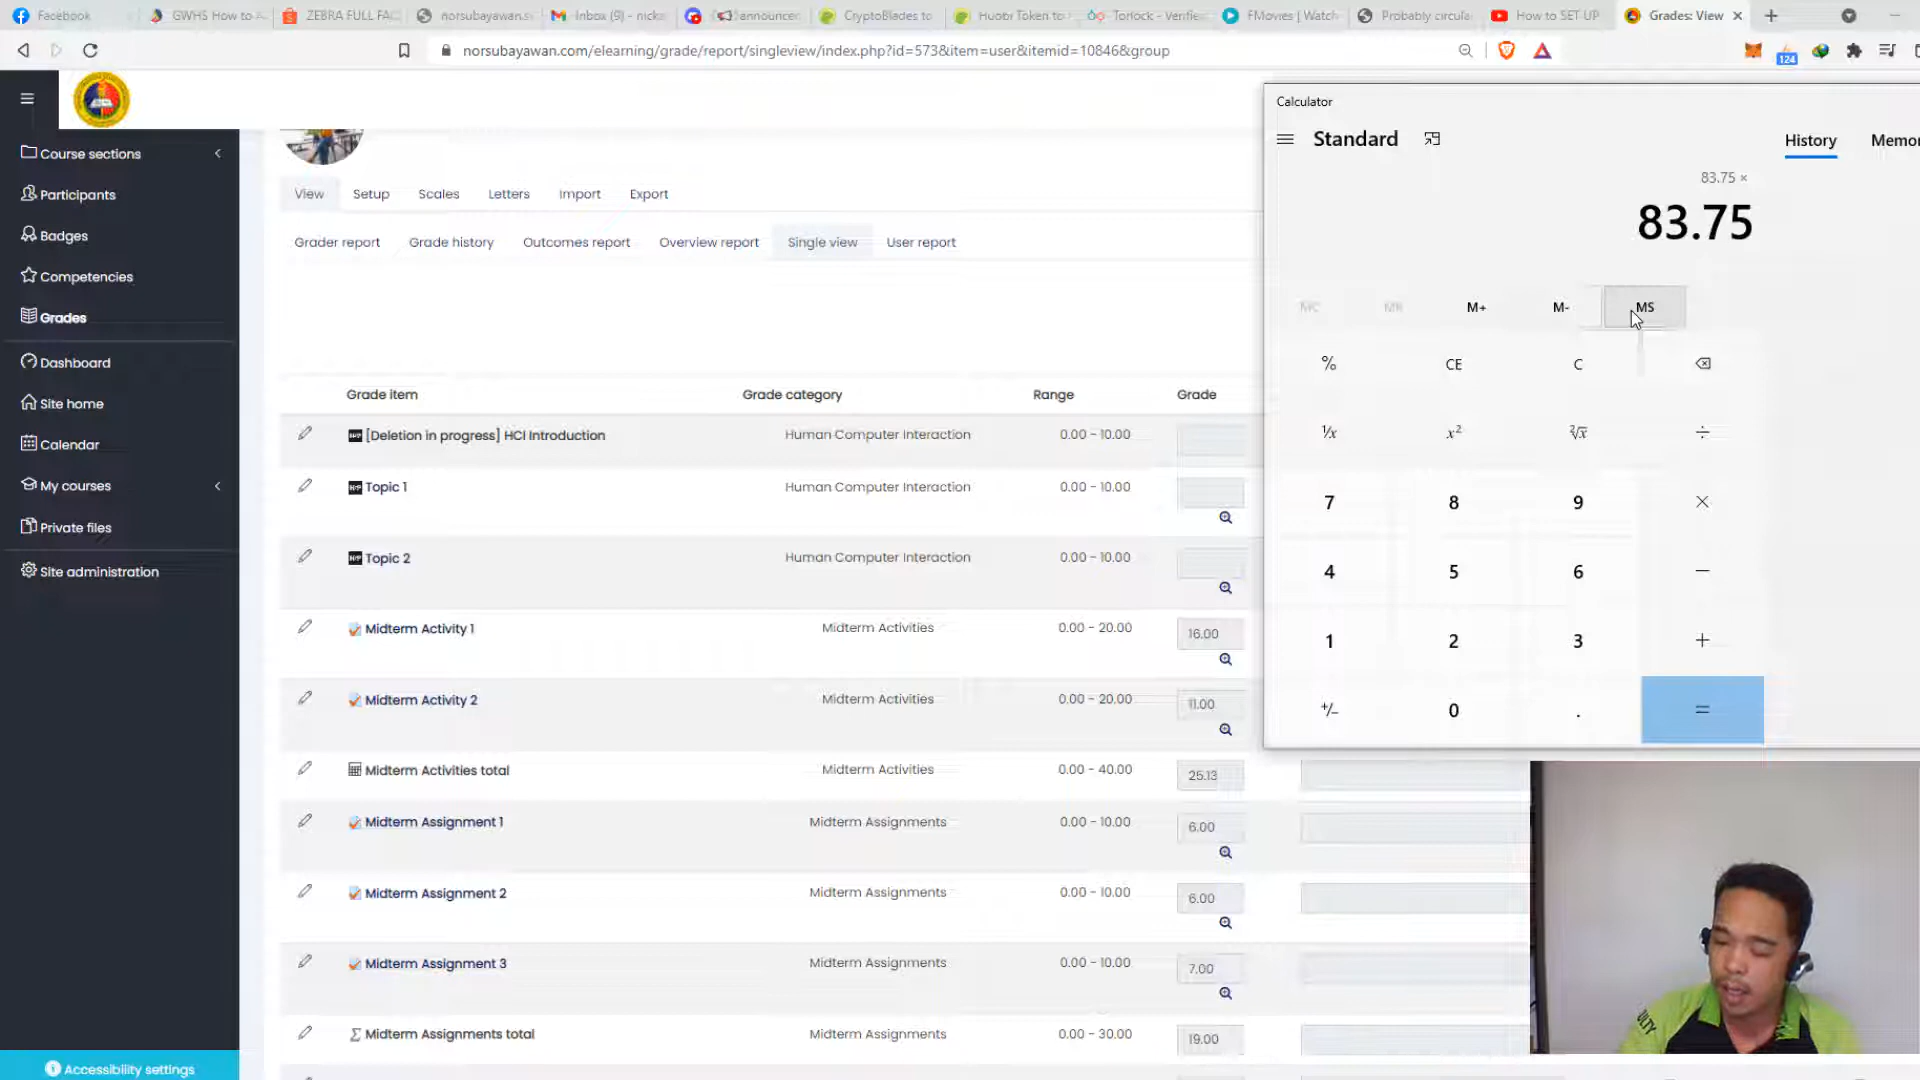 Facebook
GWHS How to A
ZEBRA FULL FAC
norsubayawan.
Inbox (9) - nick
announce
CryptoBlades to
Huobi Token to
Torlock - Verifie
FMovies | Watch
Probably circula
How to SET UP
Grades: View
norsubayawan.com/elearning/grade/report/singleview/index.php?id=573&item=user&itemid=10846&group
124
Course sections
Participants
Badges
Competencies
Grades
Dashboard
Site home
Calendar
My courses
Private files
Site administration
Accessibility settings
View Setup Scales Letters Import Export
Grader report Grade history Outcomes report Overview report Single view User report
Grade item Grade category Range Grade
[Deletion in progress] HCI Introduction Human Computer Interaction 0.00 - 10.00
Topic 1 Human Computer Interaction 0.00 - 10.00
Topic 2 Human Computer Interaction 0.00 - 10.00
Midterm Activity 1 Midterm Activities 0.00 - 20.00 16.00
Midterm Activity 2 Midterm Activities 0.00 - 20.00 11.00
Midterm Activities total Midterm Activities 0.00 - 40.00 25.13
Midterm Assignment 1 Midterm Assignments 0.00 - 10.00 6.00
Midterm Assignment 2 Midterm Assignments 0.00 - 10.00 6.00
Midterm Assignment 3 Midterm Assignments 0.00 - 10.00 7.00
Σ Midterm Assignments total Midterm Assignments 0.00 - 30.00 19.00
Calculator
Standard
History Memor
83.75 ×
83.75
MC MR M+ M- MS
% CE C
1/x x² ²√x ÷
7 8 9 ×
4 5 6 −
1 2 3 +
+/− 0 . =
ULTY